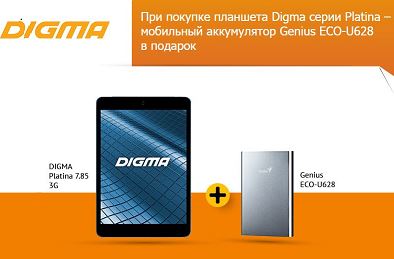 DIGMA
При покупке планшета Digma серии Platina –
мобильный аккумулятор Genius ECO-U628
в подарок
DIGMA
Platina 7.85
3G
DIGMA
Genius
Genius
ECO-U628